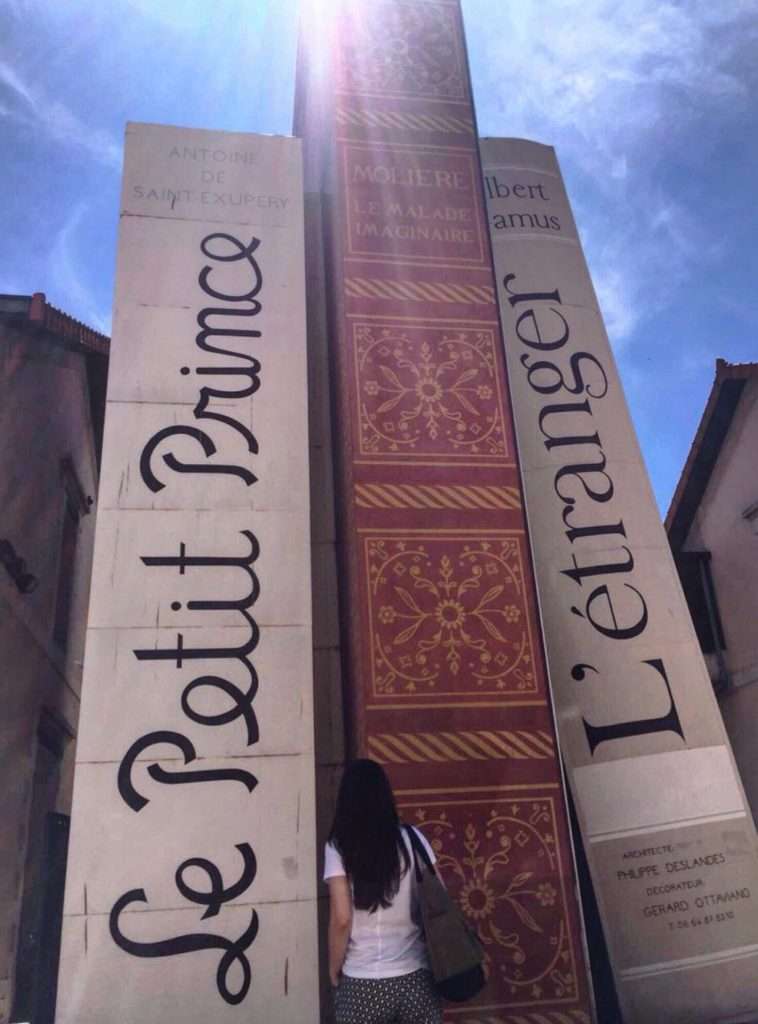 ANTOINE
DE
SAINT-EXUPERY
Le Petit Prince
MOLIERE
LE MALADE
IMAGINAIRE
lbert
amus
L'étranger
ARCHITECTE
PHILIPPE DESLANDES
DECORATEUR
GERARD OTTAVIANO